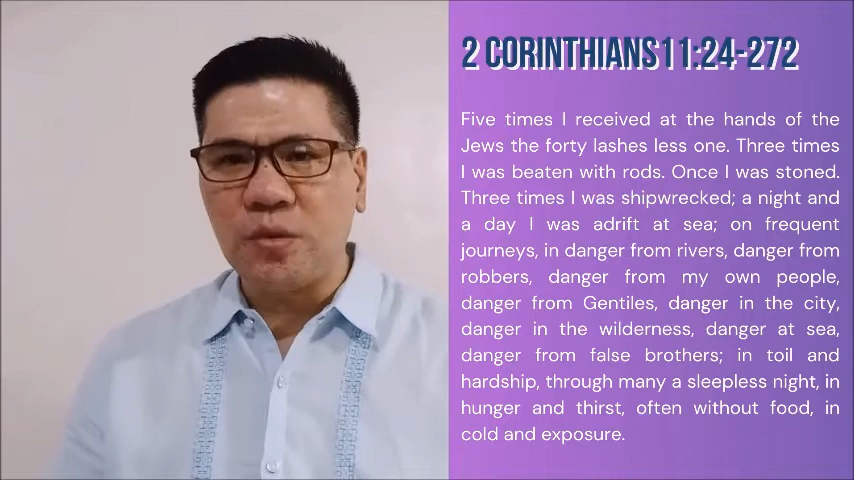 2 CORINTHIANS 11:24-272
Five times I received at the hands of the
Jews the forty lashes less one. Three times
I was beaten with rods. Once I was stoned.
Three times I was shipwrecked; a night and
a day I was adrift at sea; on frequent
journeys, in danger from rivers, danger from
robbers, danger from my own people,
danger from Gentiles, danger in the city,
danger in the wilderness, danger at sea,
danger from false brothers; in toil and
hardship, through many a sleepless night, in
hunger and thirst, often without food, in
cold and exposure.